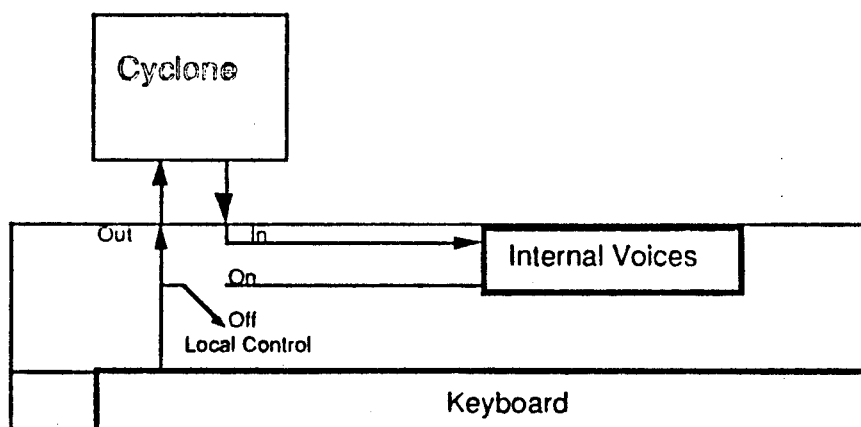 Cyclone
Out
In
Internal Voices
On
Off
Local Control
Keyboard